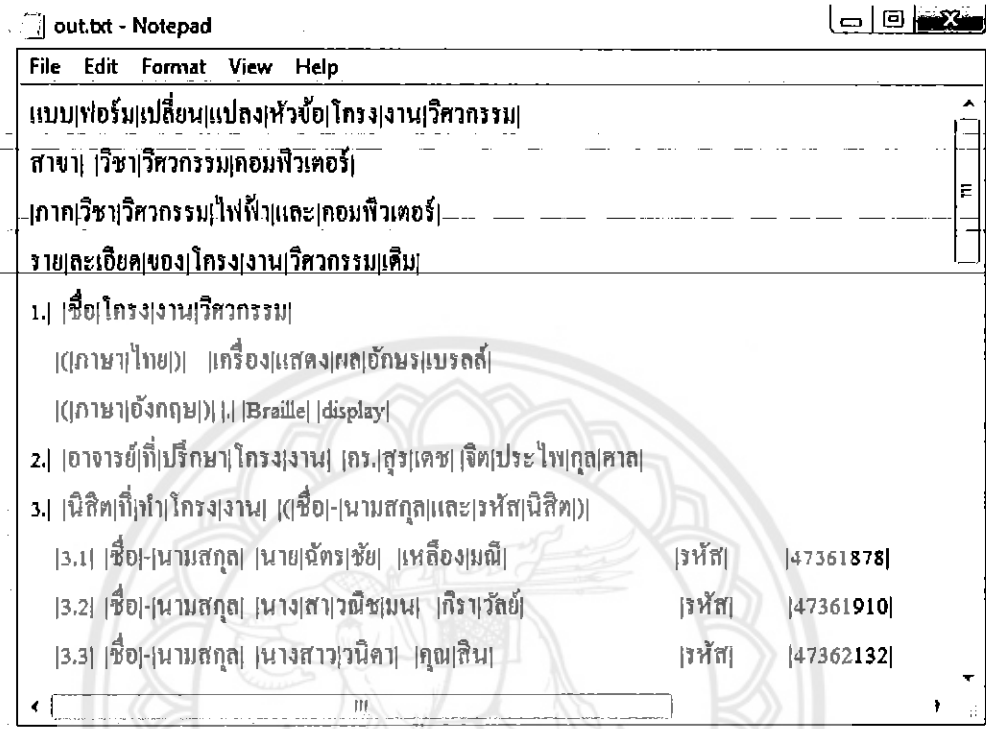 out.txt - Notepad
File Edit Format View Help
แบบ|ฟอร์ม|เปลี่ยน|แปลง|หัวข้อ|โครง|งาน|วิศวกรรม|
สาขา| |วิชา|วิศวกรรม|คอมพิวเตอร์|
|ภาค|วิชา|วิศวกรรม|ไฟฟ้า|และ|คอมพิวเตอร์|
ราย|ละเอียด|ของ|โครง|งาน|วิศวกรรม|เดิม|
1.| |ชื่อ|โครง|งาน|วิศวกรรม|
|(|ภาษา|ไทย|)| |เครื่อง|แสดง|ผล|อักษร|เบรลล์|
|(|ภาษา|อังกฤษ|)| |.| |Braille| |display|
2.| |อาจารย์|ที่|ปรึกษา|โครง|งาน| |ดร.|สุร|เดช| |จิต|ประไพ|กุล|ศาล|
3.| |นิสิต|ที่|ทำ|โครง|งาน| |(|ชื่อ|-|นามสกุล|และ|รหัส|นิสิต|)|
|3.1| |ชื่อ|-|นามสกุล| |นาย|ฉัตร|ชัย| |เหลือง|มณี| |รหัส| |47361878|
|3.2| |ชื่อ|-|นามสกุล| |นาง|สา|วณิช|มน| |กิรา|วัลย์| |รหัส| |47361910|
|3.3| |ชื่อ|-|นามสกุล| |นางสาว|วนิดา| |คุณ|สิน| |รหัส| |47362132|